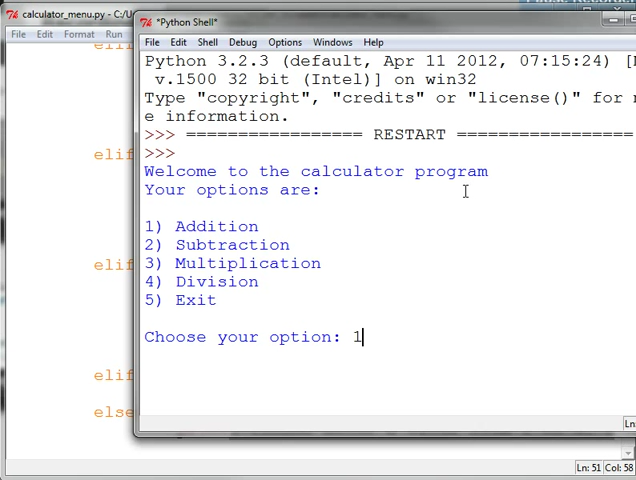 calculator_menu.py - C:/U
File Edit Format Run
*Python Shell*
File Edit Shell Debug Options Windows Help
Python 3.2.3 (default, Apr 11 2012, 07:15:24) [
v.1500 32 bit (Intel)] on win32
Type "copyright", "credits" or "license()" for
e information.
>>> ================= RESTART =================
>>>
Welcome to the calculator program
Your options are:
1) Addition
2) Subtraction
3) Multiplication
4) Division
5) Exit
Choose your option: 1
elif
elif
elif
else
Ln:
Ln: 51 Col: 58